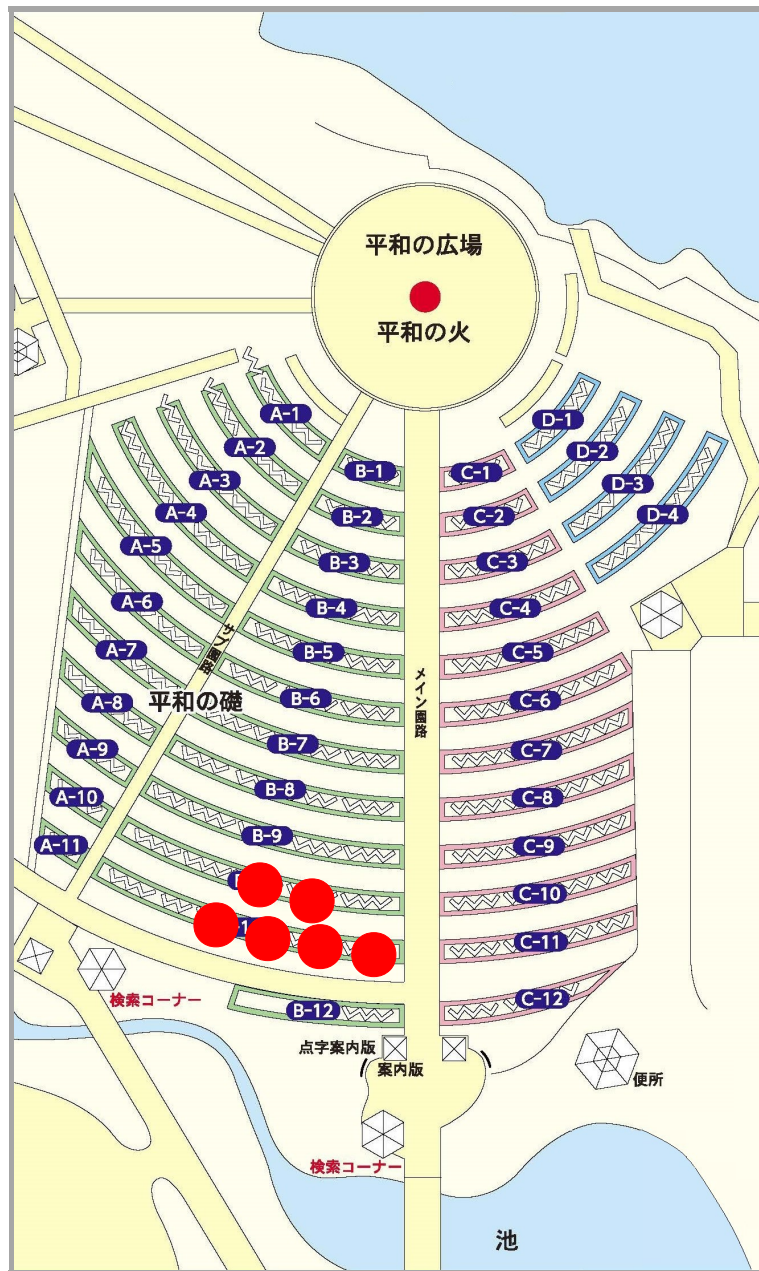 平和の広場
平和の火
A-1
A-2
A-3
A-4
A-5
A-6
A-7
A-8
A-9
A-10
A-11
B-1
B-2
B-3
B-4
B-5
B-6
B-7
B-8
B-9
B-12
C-1
C-2
C-3
C-4
C-5
C-6
C-7
C-8
C-9
C-10
C-11
C-12
D-1
D-2
D-3
D-4
サブ園路
メイン園路
平和の礎
検索コーナー
点字案内版
案内版
便所
検索コーナー
池